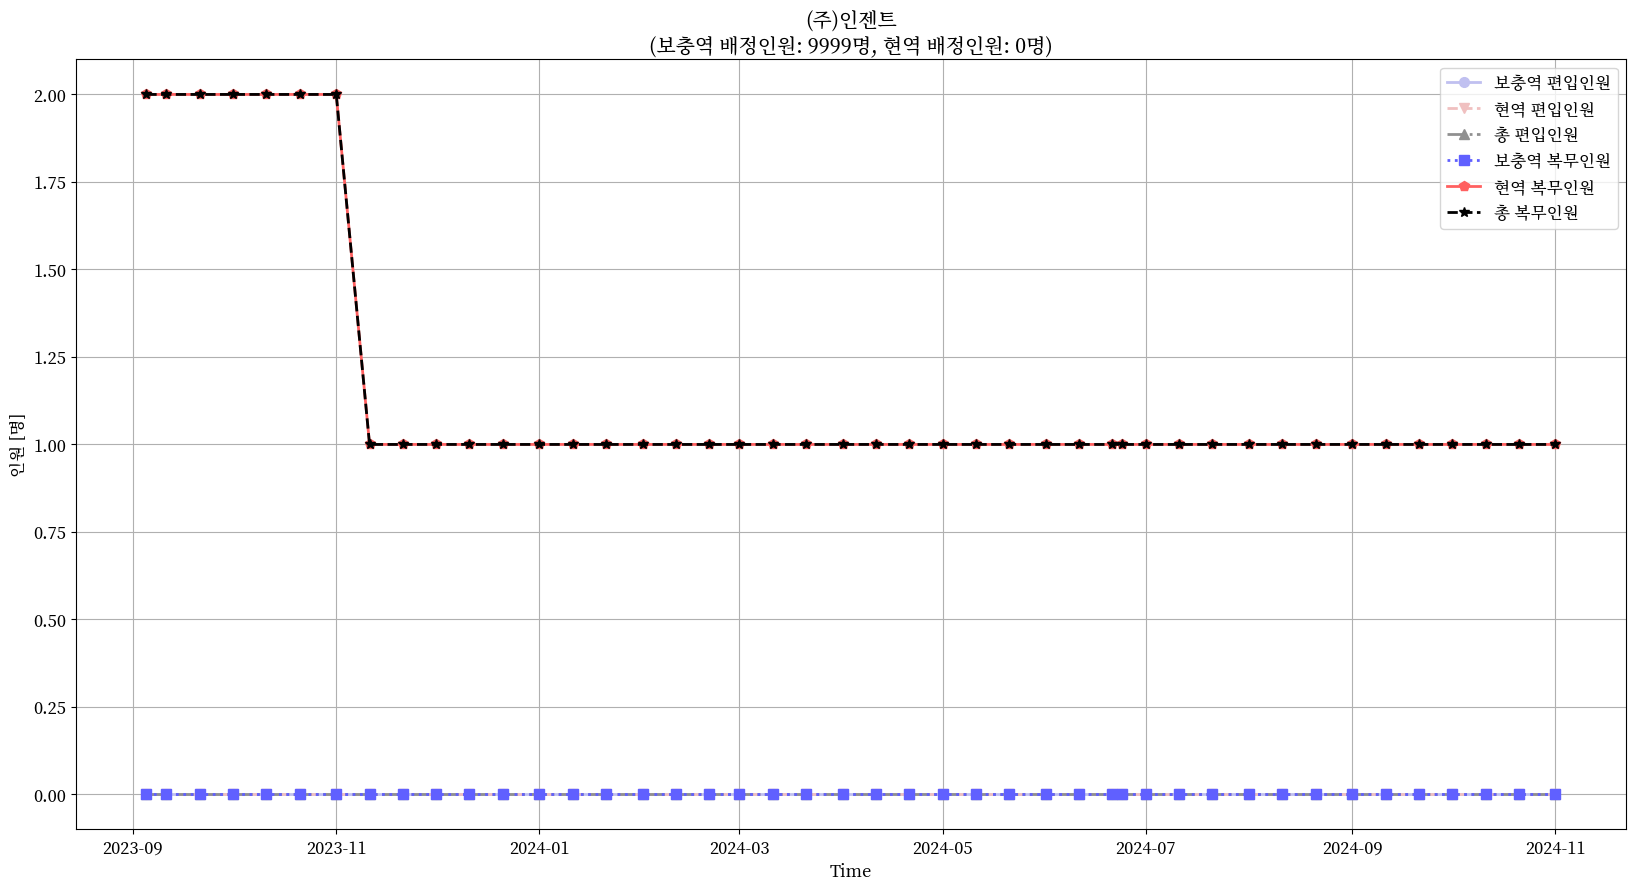 (주)인젠트
(보충역 배정인원: 9999명, 현역 배정인원: 0명)
보충역 편입인원
현역 편입인원
총 편입인원
보충역 복무인원
현역 복무인원
총 복무인원
인원 [명]
2.00
1.75
1.50
1.25
1.00
0.75
0.50
0.25
0.00
2023-09
2023-11
2024-01
2024-03
2024-05
2024-07
2024-09
2024-11
Time